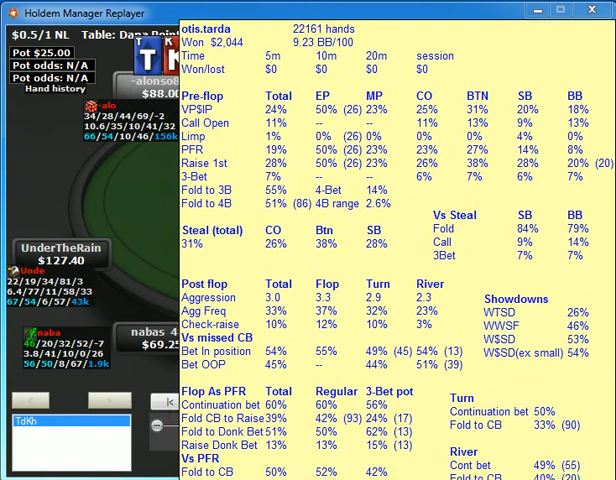 Holdem Manager Replayer
$0.5/1 NL Table: Dana Point
Pot $25.00
Pot odds: N/A
Pot odds: N/A
Hand history
T K
-alonso8
$88.00
-alo
34/28/44/69/-2
10.6/35/10/41/32
66/54/10/46/156k
UnderTheRain
$127.40
Unde
22/19/34/81/3
6.4/77/11/58/33
67/54/6/57/43k
naba
46/20/32/52/-7
3.8/41/10/0/26
56/50/8/67/1.9k
nabas 4
$69.25
TdKh
otis.tarda 22161 hands
Won $2,044 9.23 BB/100
Time 5m 10m 20m session
Won/lost $0 $0 $0 $0
Pre-flop Total EP MP CO BTN SB BB
VP$IP 24% 50% (26) 23% 25% 31% 20% 18%
Call Open 11% -- -- 11% 13% 9% 13%
Limp 1% 0% (26) 0% 0% 0% 4% 0%
PFR 19% 50% (26) 23% 23% 27% 14% 8%
Raise 1st 28% 50% (26) 23% 26% 38% 28% 20% (20)
3-Bet 7% -- -- 6% 7% 6% 7%
Fold to 3B 55% 4-Bet 14%
Fold to 4B 51% (86) 4B range 2.6%
Vs Steal SB BB
Fold 84% 79%
Call 9% 14%
3Bet 7% 7%
Steal (total) CO Btn SB
31% 26% 38% 28%
Post flop Total Flop Turn River
Aggression 3.0 3.3 2.9 2.3
Agg Freq 33% 37% 32% 23%
Check-raise 10% 12% 10% 3%
Vs missed CB
Bet In position 54% 55% 49% (45) 54% (13)
Bet OOP 45% -- 44% 51% (39)
Showdowns
WTSD 26%
WWSF 46%
W$SD 53%
W$SD(ex small) 54%
Flop As PFR Total Regular 3-Bet pot
Continuation bet 60% 60% 56%
Fold CB to Raise 39% 42% (93) 24% (17)
Fold to Donk Bet 51% 50% 62% (13)
Raise Donk Bet 13% 13% 15% (13)
Vs PFR
Fold to CB 50% 52% 42%
Turn
Continuation bet 50%
Fold to CB 33% (90)
River
Cont bet 49% (55)
Fold to CB 40% (20)